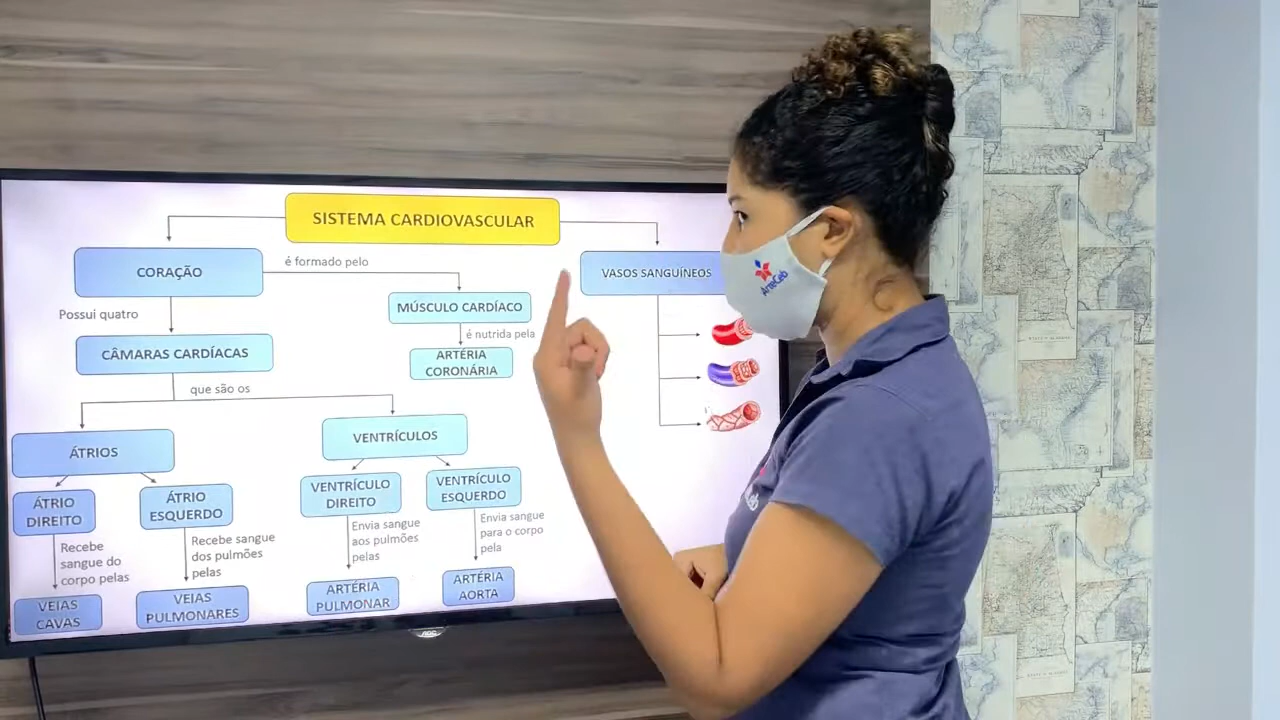 SISTEMA CARDIOVASCULAR
CORAÇÃO
é formado pelo
VASOS SANGUÍNEOS
MÚSCULO CARDÍACO
Possui quatro
é nutrida pela
CÂMARAS CARDÍACAS
ARTÉRIA
CORONÁRIA
que são os
ÁTRIOS
VENTRÍCULOS
ÁTRIO
DIREITO
ÁTRIO
ESQUERDO
VENTRÍCULO
DIREITO
VENTRÍCULO
ESQUERDO
Recebe
sangue do
corpo pelas
Recebe sangue
dos pulmões
pelas
Envia sangue
aos pulmões
pelas
Envia sangue
para o corpo
pela
VEIAS
CAVAS
VEIAS
PULMONARES
ARTÉRIA
PULMONAR
ARTÉRIA
AORTA
AOC
ArteCeb